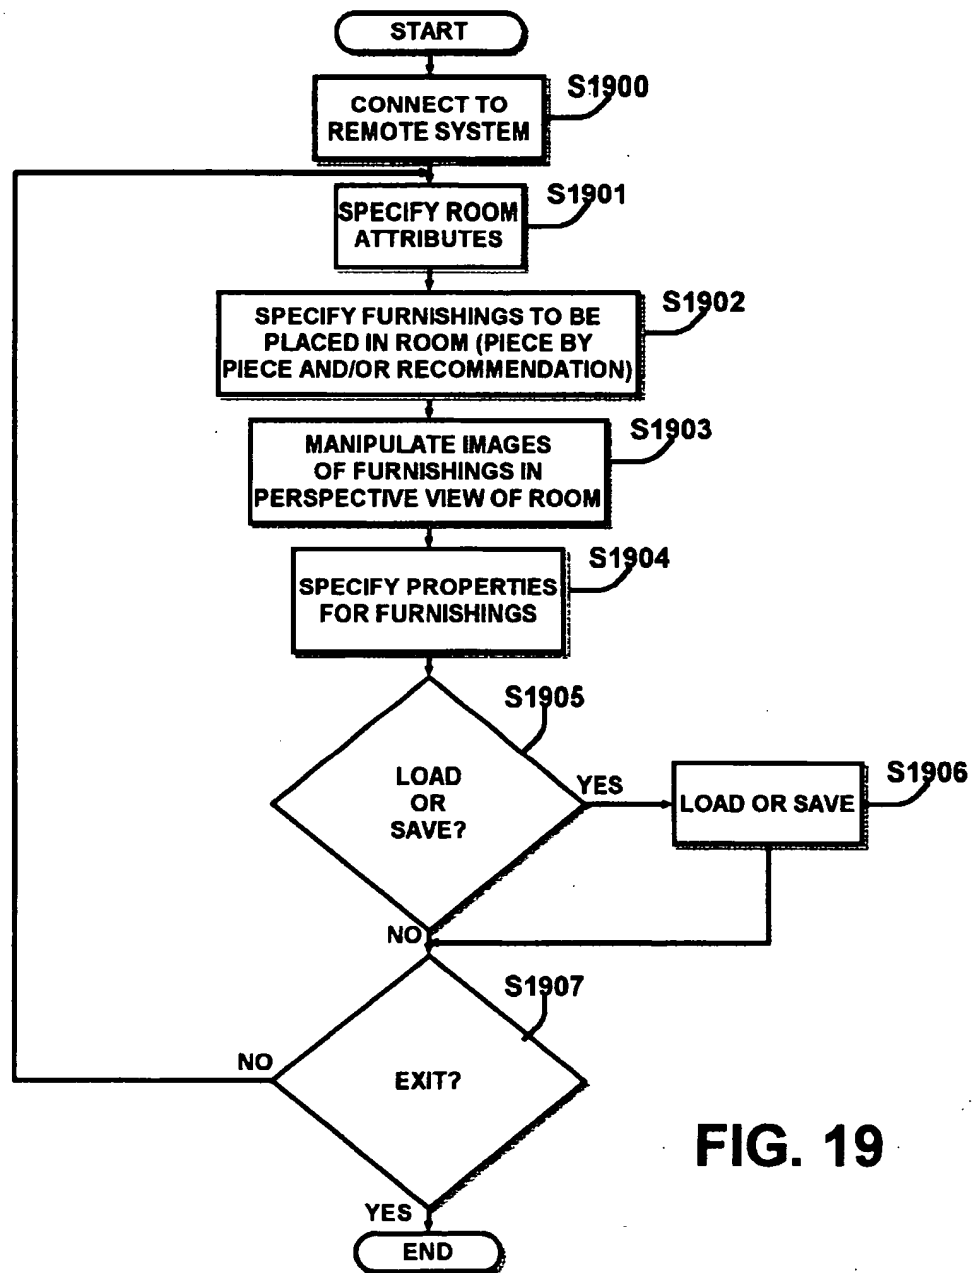 START
S1900
CONNECT TO
REMOTE SYSTEM
S1901
SPECIFY ROOM
ATTRIBUTES
S1902
SPECIFY FURNISHINGS TO BE
PLACED IN ROOM (PIECE BY
PIECE AND/OR RECOMMENDATION)
S1903
MANIPULATE IMAGES
OF FURNISHINGS IN
PERSPECTIVE VIEW OF ROOM
S1904
SPECIFY PROPERTIES
FOR FURNISHINGS
S1905
LOAD
OR
SAVE?
YES
S1906
LOAD OR SAVE
NO
S1907
NO
EXIT?
FIG. 19
YES
END